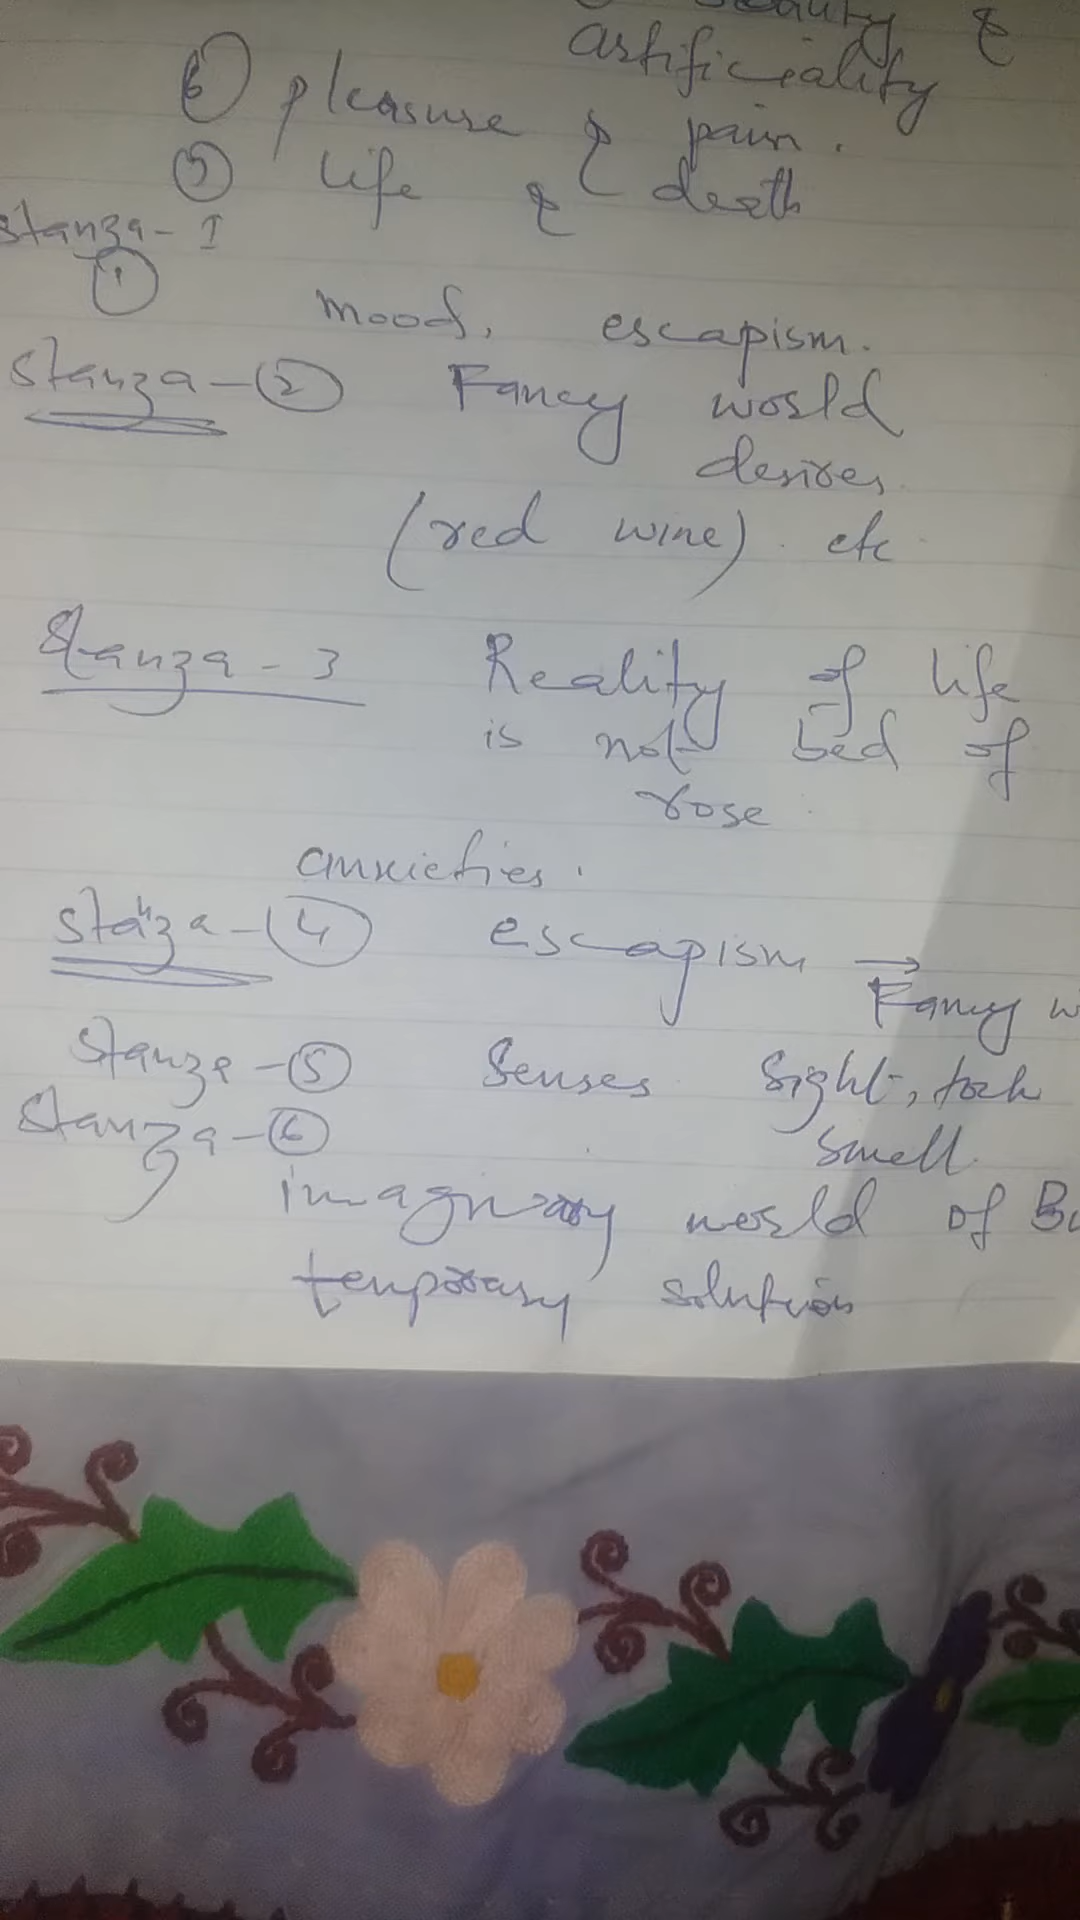 &
artificiality
⑥ pleasure & pain.
⑦ life & death
stanza - I
① mood, escapism.
stanza - ② Fancy world
desires
(red wine) etc
Stanza - 3 Reality of life
is not bed of
rose
anxieties.
stanza - ④ escapism →
Fancy w
Stanza - ⑤ Senses Sight,
smell.
Stanza - ⑥
imaginary world of
temporary solution